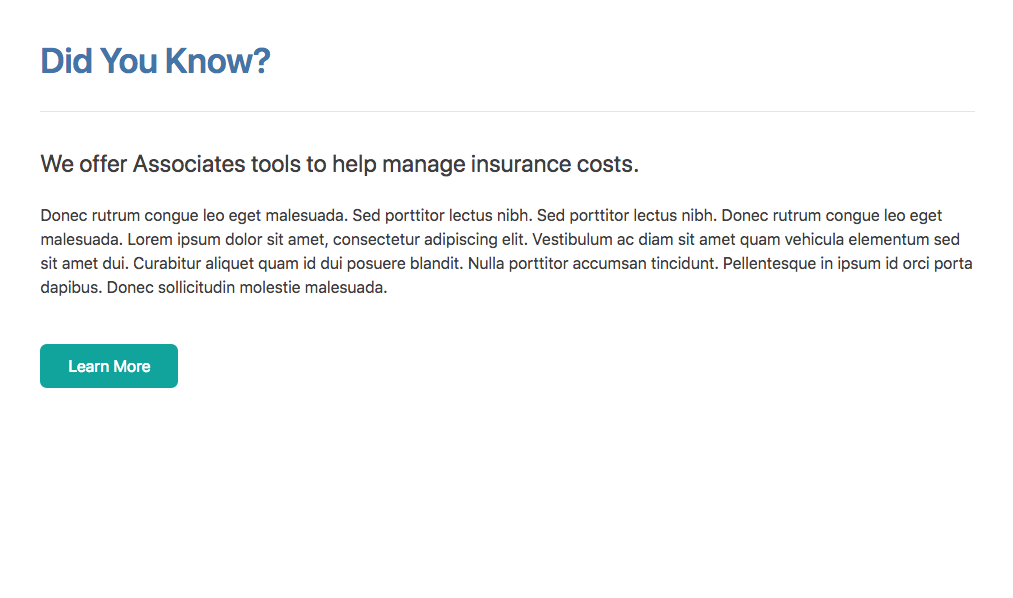 Did You Know?
We offer Associates tools to help manage insurance costs.
Donec rutrum congue leo eget malesuada. Sed porttitor lectus nibh. Sed porttitor lectus nibh. Donec rutrum congue leo eget
malesuada. Lorem ipsum dolor sit amet, consectetur adipiscing elit. Vestibulum ac diam sit amet quam vehicula elementum sed
sit amet dui. Curabitur aliquet quam id dui posuere blandit. Nulla porttitor accumsan tincidunt. Pellentesque in ipsum id orci porta
dapibus. Donec sollicitudin molestie malesuada.
Learn More